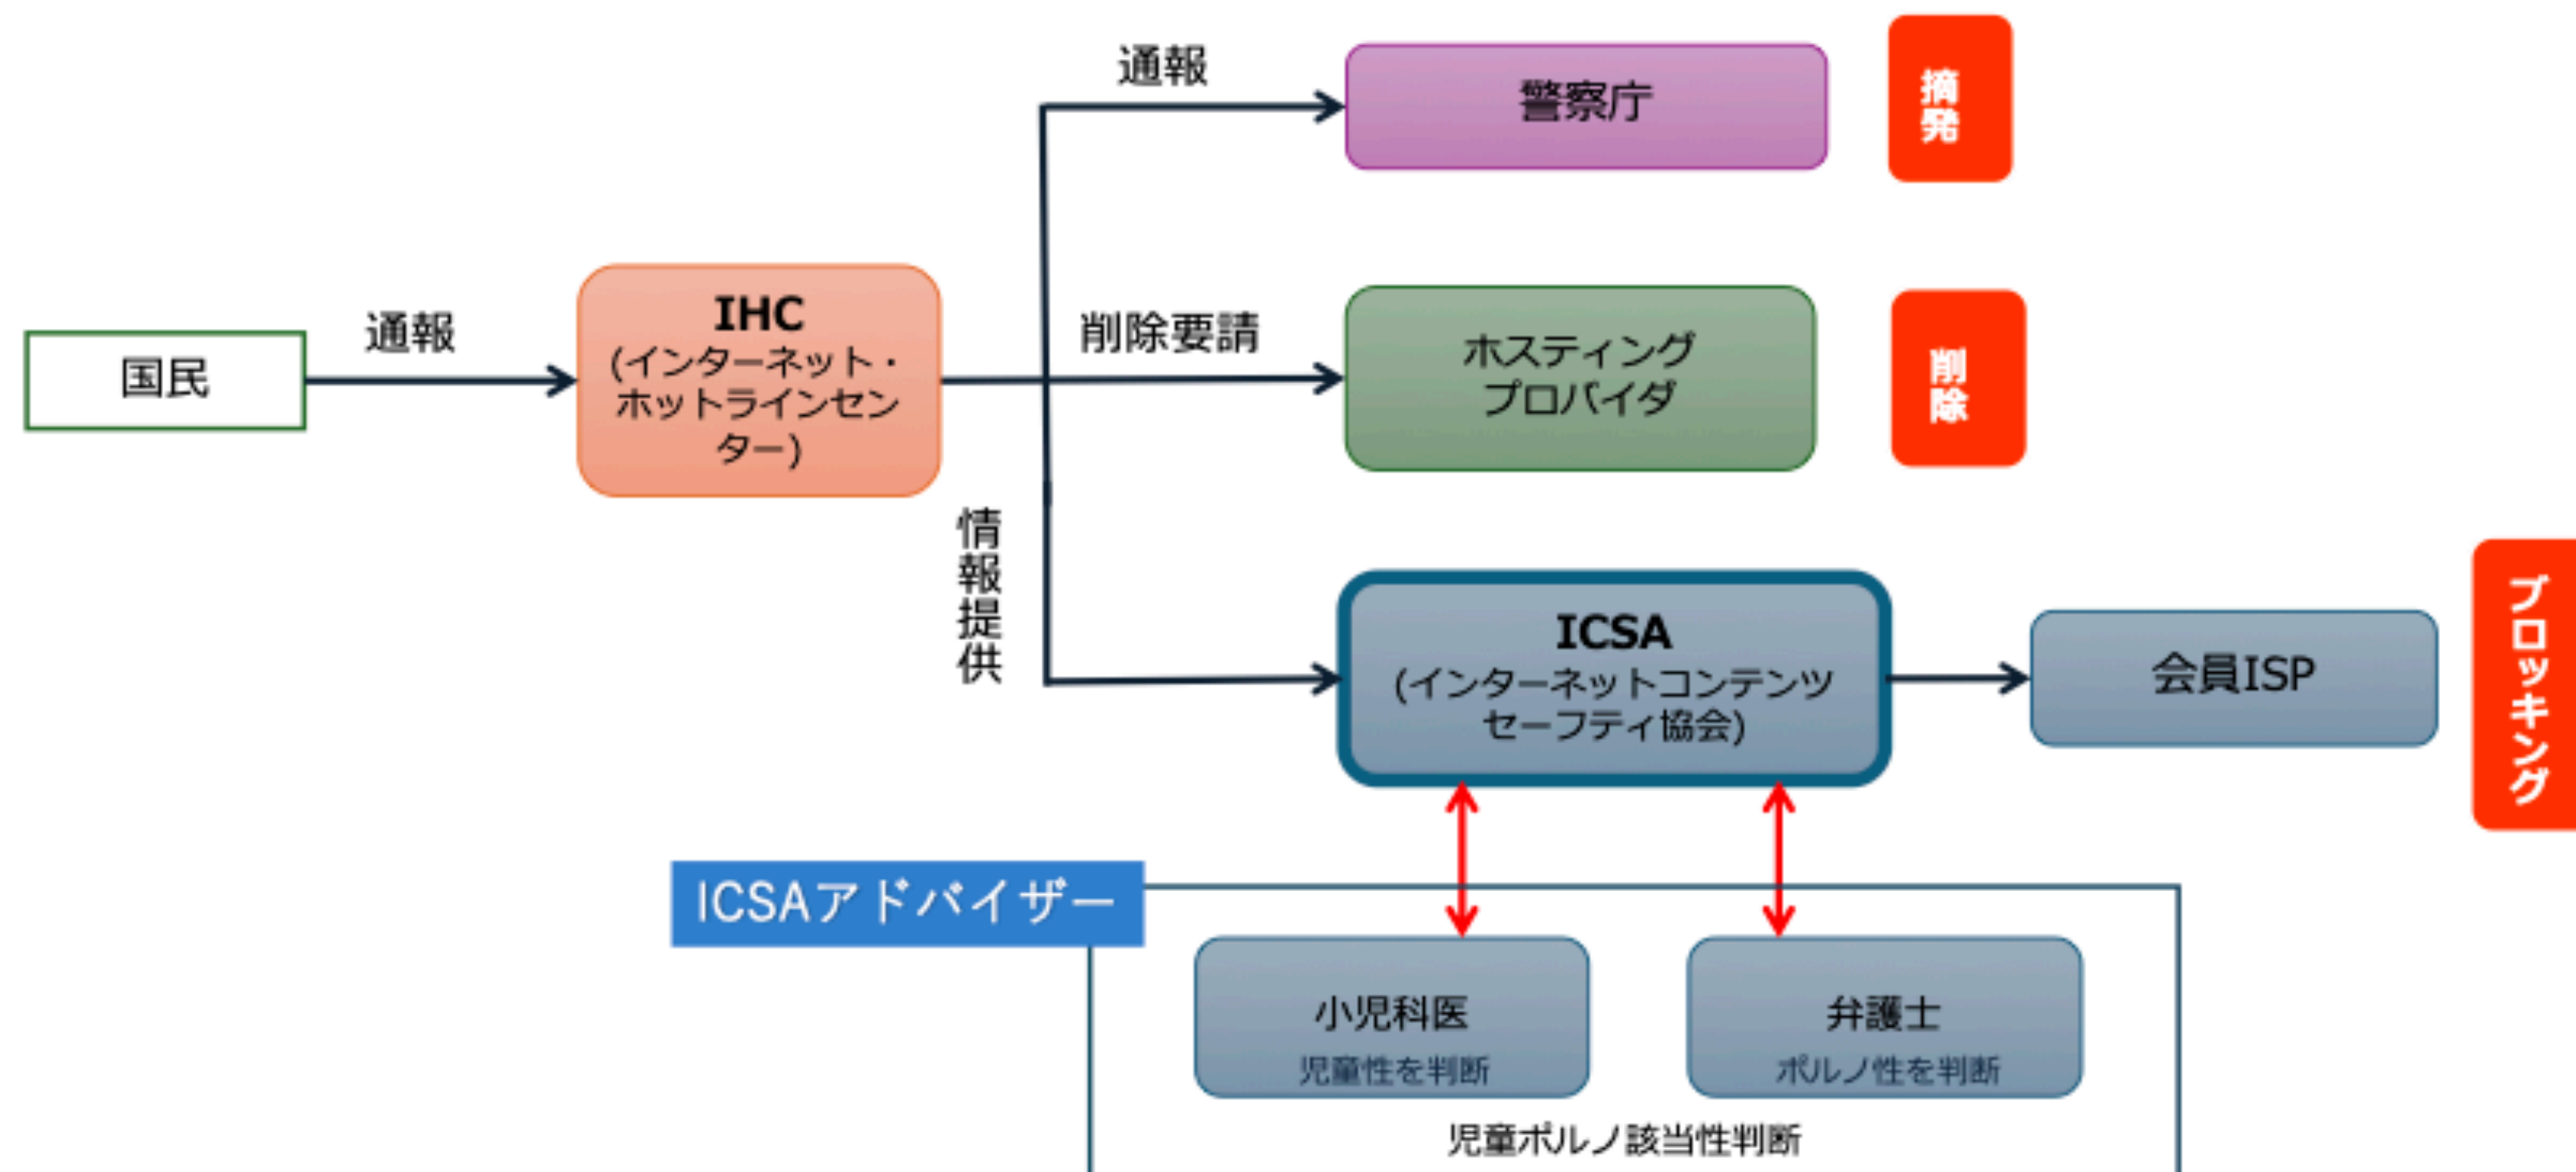 通報
警察庁
摘発
国民
通報
IHC
(インターネット・
ホットラインセン
ター)
削除要請
ホスティング
プロバイダ
削除
情報提供
ICSA
(インターネットコンテンツ
セーフティ協会)
会員ISP
ブロッキング
ICSAアドバイザー
小児科医
児童性を判断
弁護士
ポルノ性を判断
児童ポルノ該当性判断